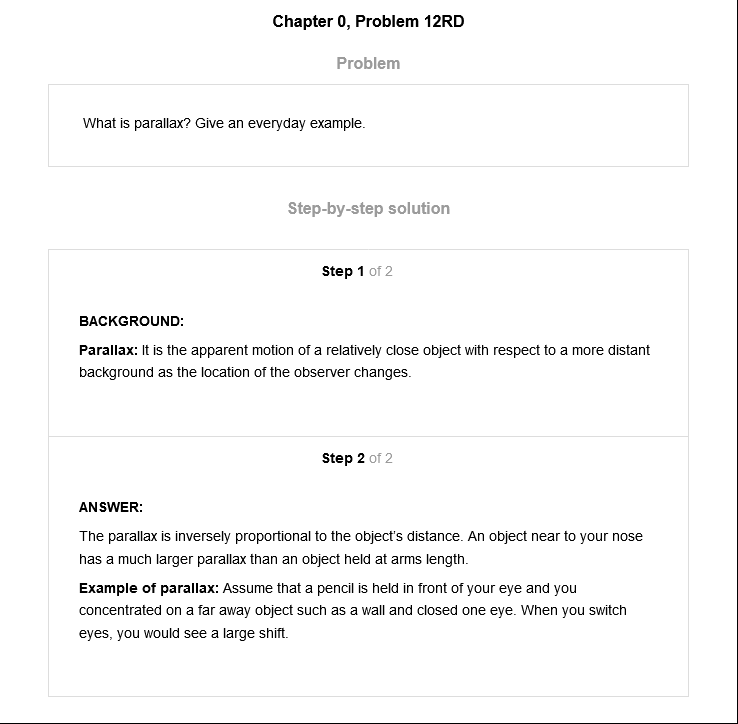 Chapter 0, Problem 12RD
Problem
What is parallax? Give an everyday example.
Step-by-step solution
Step 1 of 2
BACKGROUND:
Parallax: It is the apparent motion of a relatively close object with respect to a more distant
background as the location of the observer changes.
Step 2 of 2
ANSWER:
The parallax is inversely proportional to the object's distance. An object near to your nose
has a much larger parallax than an object held at arms length.
Example of parallax: Assume that a pencil is held in front of your eye and you
concentrated on a far away object such as a wall and closed one eye. When you switch
eyes, you would see a large shift.